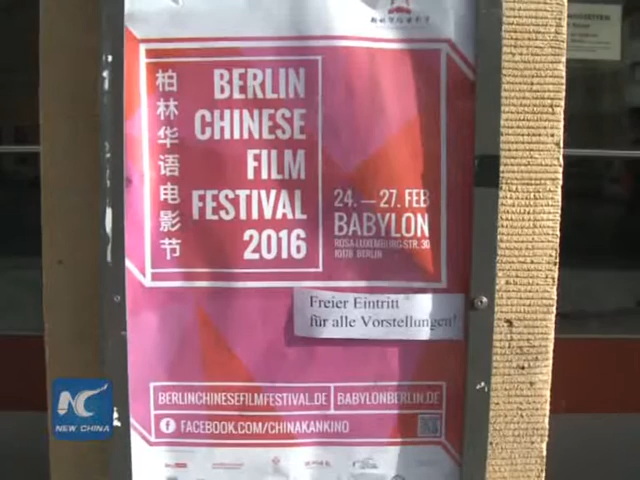 柏林华语电影节
BERLIN
CHINESE
FILM
FESTIVAL
2016
24. — 27. FEB
BABYLON
ROSA-LUXEMBURG-STR. 30
10178 BERLIN
Freier Eintritt
für alle Vorstellungen!
BERLINCHINESEFILMFESTIVAL.DE
BABYLONBERLIN.DE
FACEBOOK.COM/CHINAKANKINO
NEW CHINA